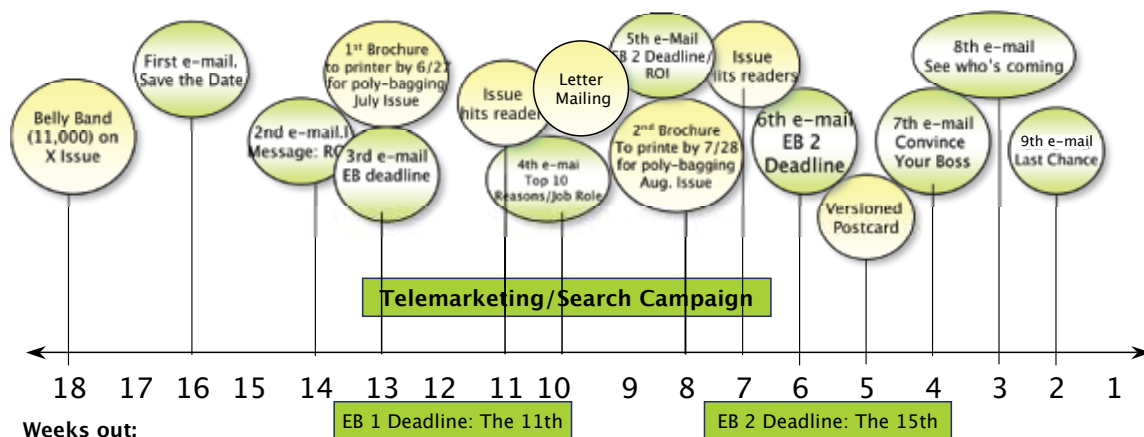 Belly Band
(11,000) on
X Issue
First e-mail.
Save the Date
2nd e-mail.
Message:
1st Brochure
to printer by 6/27
for poly-bagging
July Issue
3rd e-mail
EB deadline
Issue
hits reader
4th e-mai
Top 10
Reasons/Job Role
Letter
Mailing
5th e-Mail
EB 2 Deadline/
ROI
2nd Brochure
To printe by 7/28
for poly-bagging
Aug. Issue
Issue
hits readers
6th e-mail
EB 2
Deadline
Versioned
Postcard
7th e-mail
Convince
Your Boss
8th e-mail
See who's coming
9th e-mail
Last Chance
Telemarketing/Search Campaign
18 17 16 15 14 13 12 11 10 9 8 7 6 5 4 3 2 1
EB 1 Deadline: The 11th
EB 2 Deadline: The 15th
Weeks out: